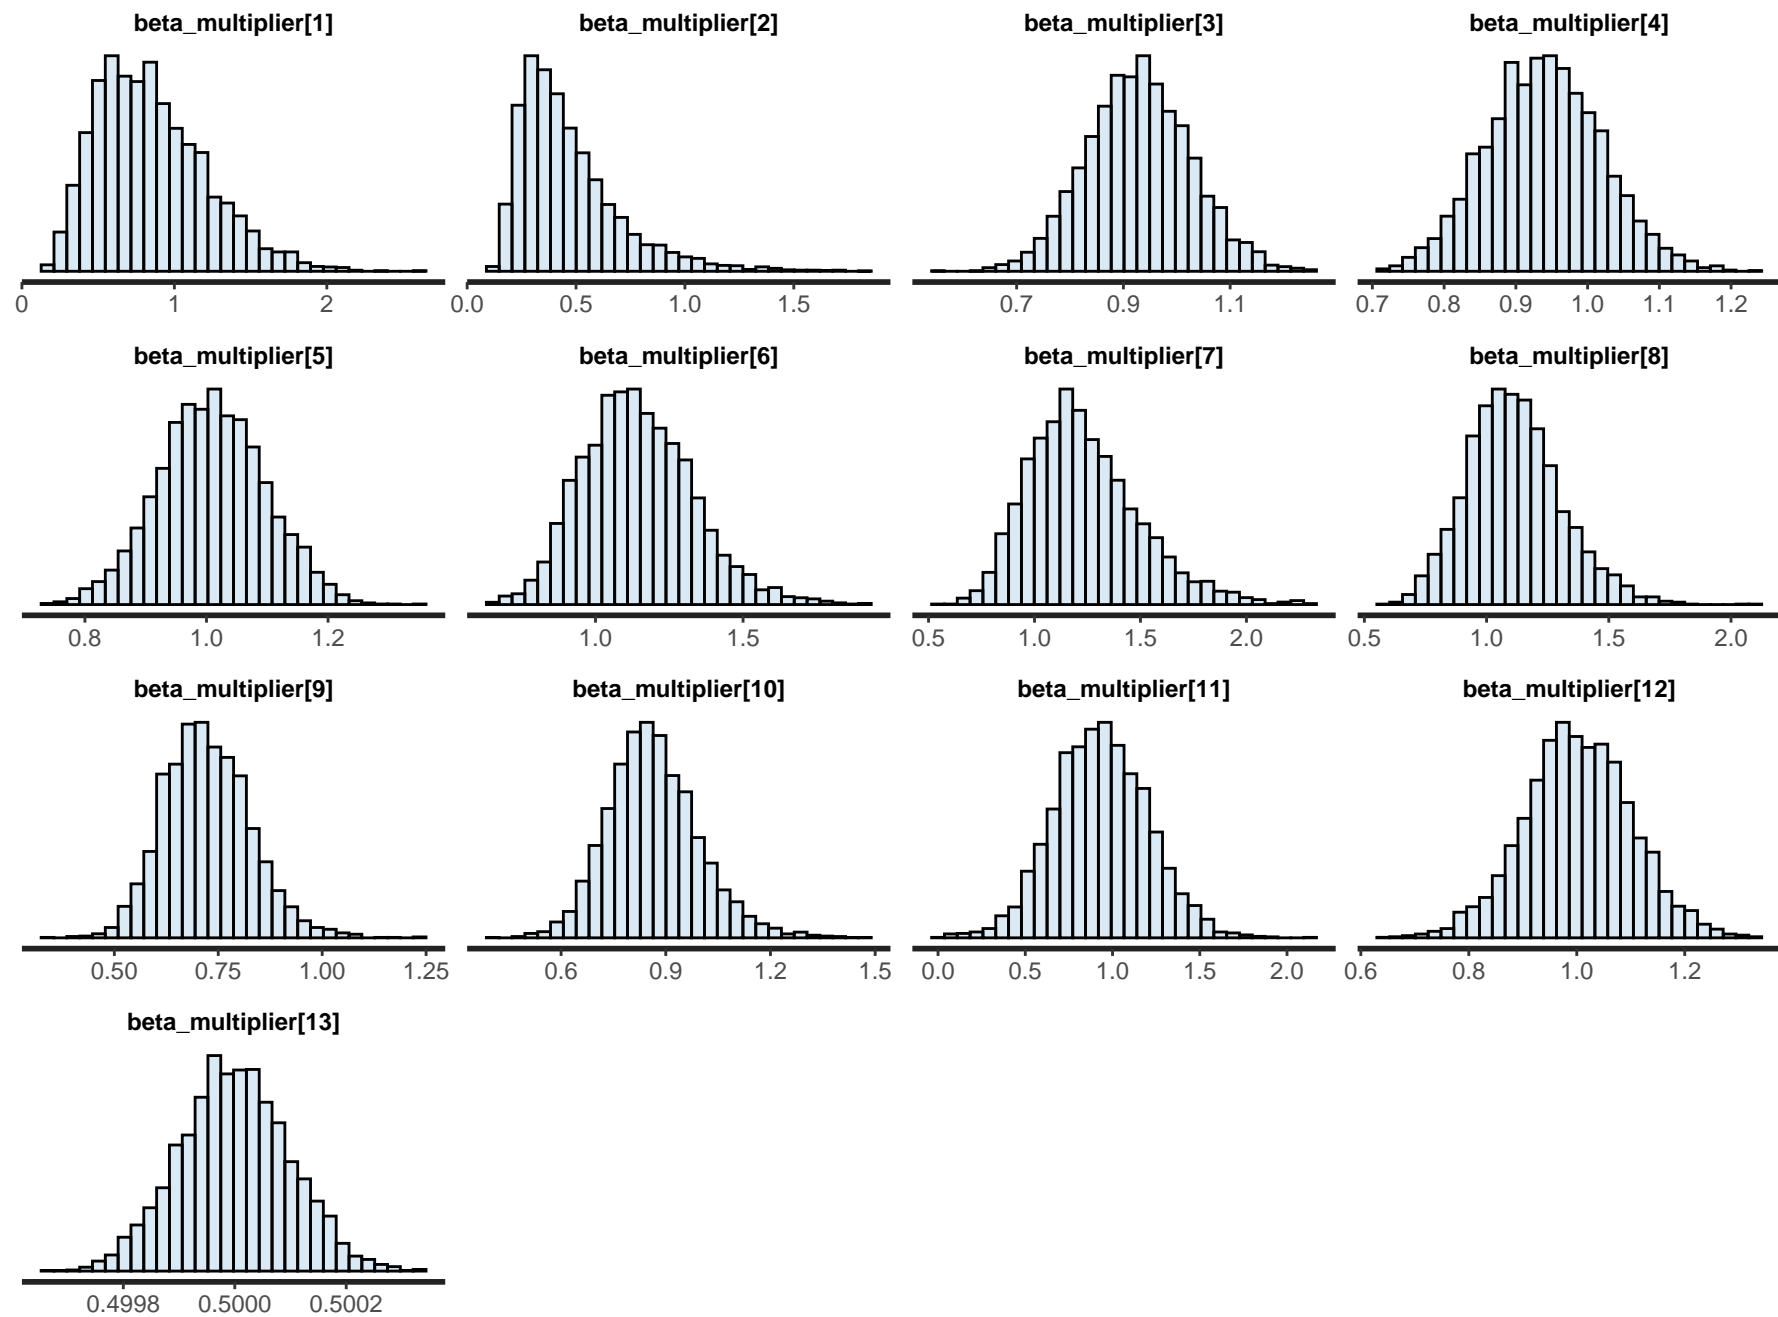 beta_multiplier[1] beta_multiplier[2] beta_multiplier[3] beta_multiplier[4]
0 1 2 0.0 0.5 1.0 1.5 0.7 0.9 1.1 0.7 0.8 0.9 1.0 1.1 1.2
beta_multiplier[5] beta_multiplier[6] beta_multiplier[7] beta_multiplier[8]
0.8 1.0 1.2 1.0 1.5 0.5 1.0 1.5 2.0 0.5 1.0 1.5 2.0
beta_multiplier[9] beta_multiplier[10] beta_multiplier[11] beta_multiplier[12]
0.50 0.75 1.00 1.25 0.6 0.9 1.2 1.5 0.0 0.5 1.0 1.5 2.0 0.6 0.8 1.0 1.2
beta_multiplier[13]
0.4998 0.5000 0.5002